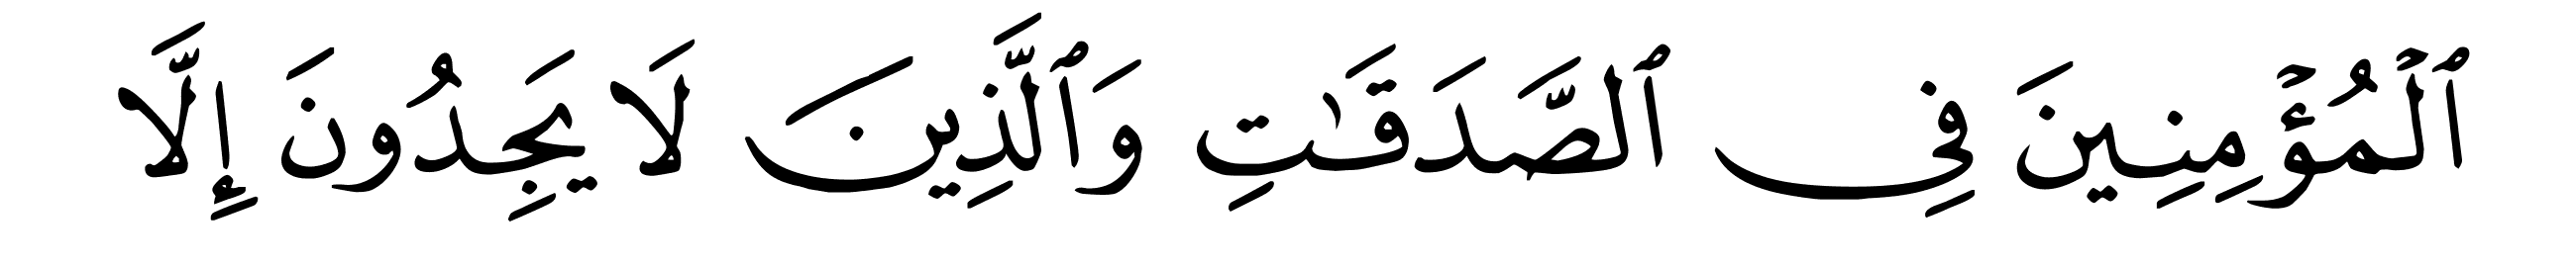 ٱلْمُؤْمِنِينَ فِى ٱلصَّدَقَٰتِ وَٱلَّذِينَ لَا يَجِدُونَ إِلَّا